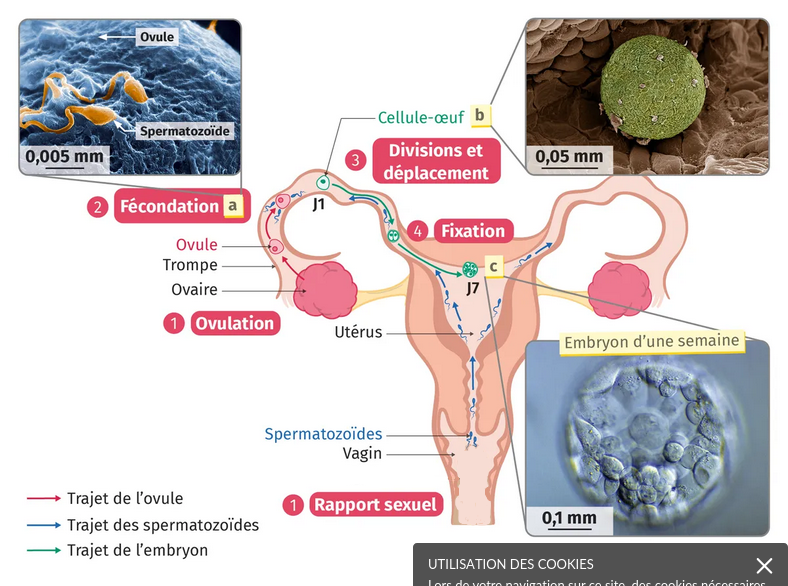 Ovule
Spermatozoïde
0,005 mm
Cellule-œuf b
0,05 mm
3 Divisions et
déplacement
2 Fécondation a
J1
4 Fixation
Ovule
Trompe
Ovaire
c
J7
1 Ovulation
Utérus
Embryon d’une semaine
Spermatozoïdes
Vagin
0,1 mm
1 Rapport sexuel
Trajet de l’ovule
Trajet des spermatozoïdes
Trajet de l’embryon
UTILISATION DES COOKIES
Lors de votre navigation sur ce site, des cookies nécessaires